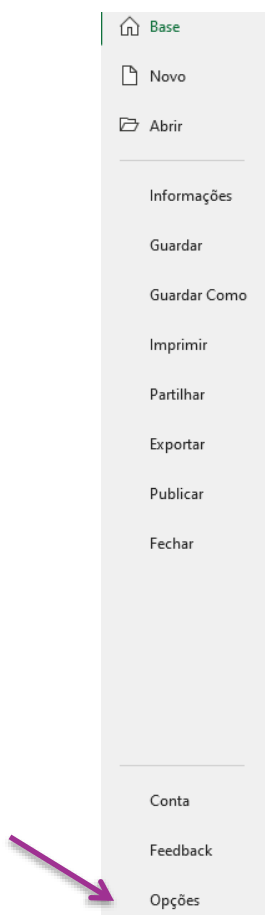 Base
Novo
Abrir
Informações
Guardar
Guardar Como
Imprimir
Partilhar
Exportar
Publicar
Fechar
Conta
Feedback
Opções